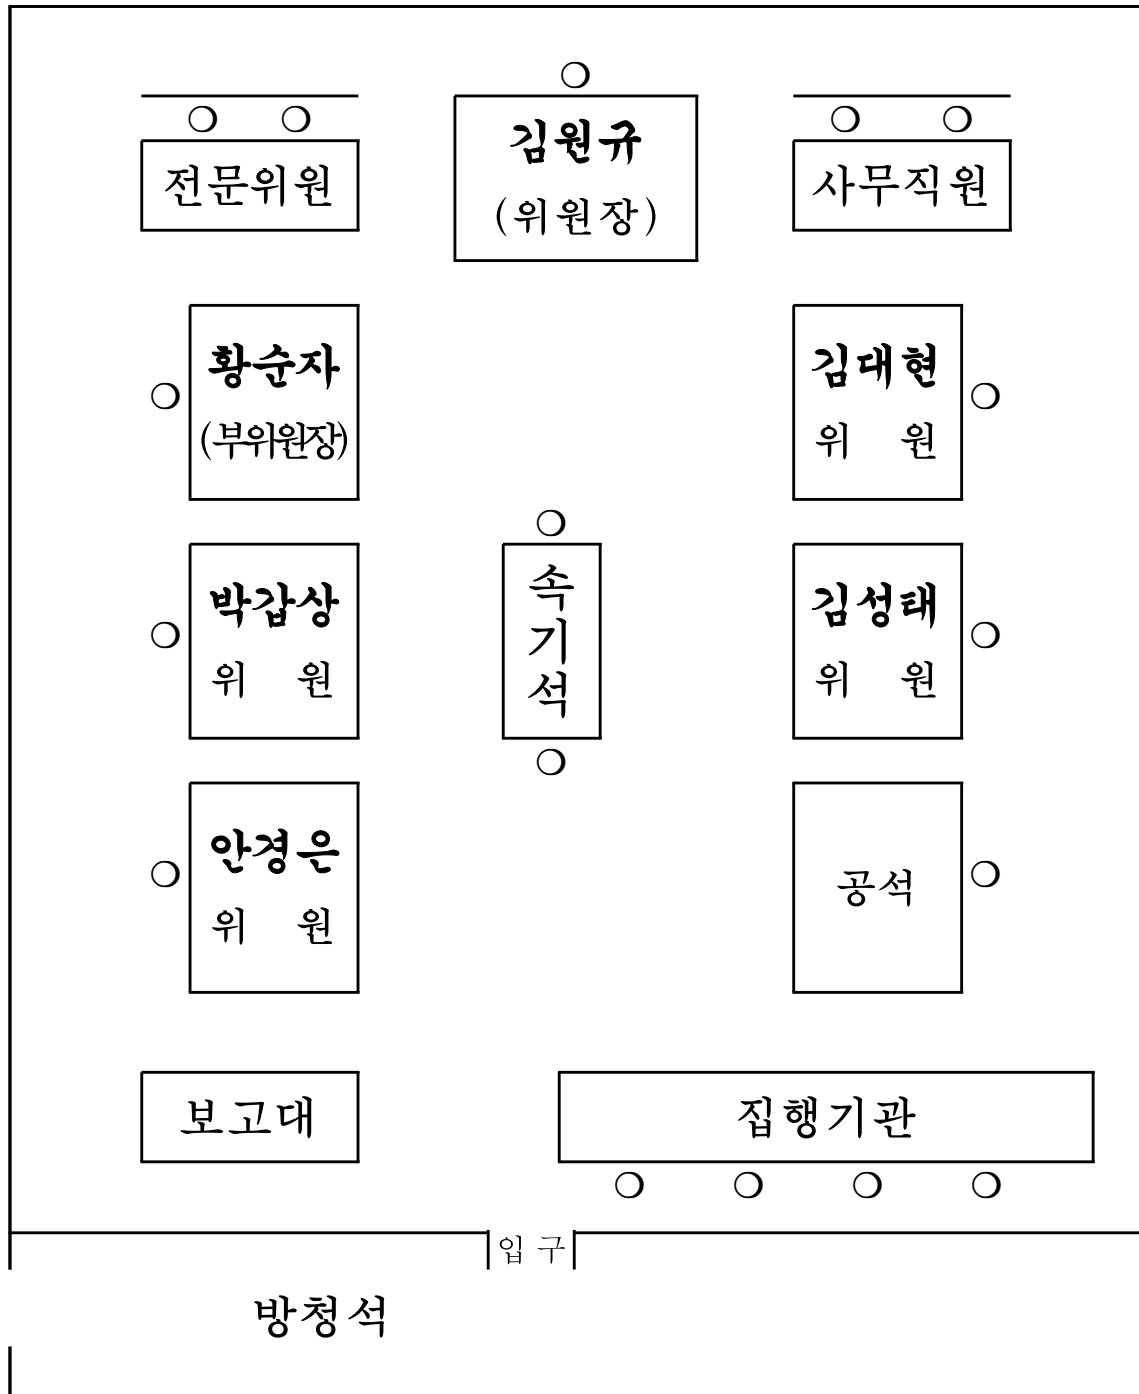 김원규
(위원장)
전문위원
사무직원
황순자
(부위원장)
김대현
위 원
박갑상
위 원
속
기
석
김성태
위 원
안경은
위 원
공석
보고대
집행기관
입 구
방청석